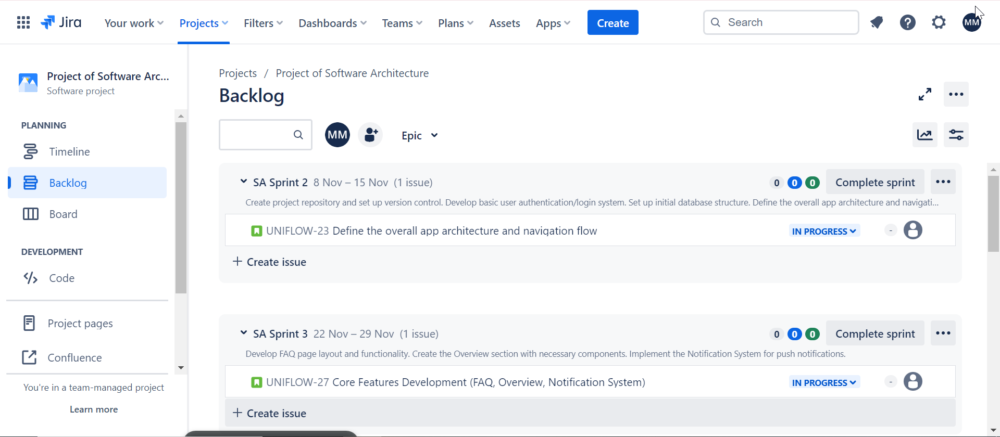 Jira Your work Projects Filters Dashboards Teams Plans Assets Apps Create Search MM
Project of Software Arc...
Software project
PLANNING
Timeline
Backlog
Board
DEVELOPMENT
Code
Project pages
Confluence
You're in a team-managed project
Learn more
Projects / Project of Software Architecture
Backlog
MM Epic
SA Sprint 2 8 Nov – 15 Nov (1 issue) 0 0 0 Complete sprint
Create project repository and set up version control. Develop basic user authentication/login system. Set up initial database structure. Define the overall app architecture and navigati...
UNIFLOW-23 Define the overall app architecture and navigation flow IN PROGRESS -
+ Create issue
SA Sprint 3 22 Nov – 29 Nov (1 issue) 0 0 0 Complete sprint
Develop FAQ page layout and functionality. Create the Overview section with necessary components. Implement the Notification System for push notifications.
UNIFLOW-27 Core Features Development (FAQ, Overview, Notification System) IN PROGRESS -
+ Create issue